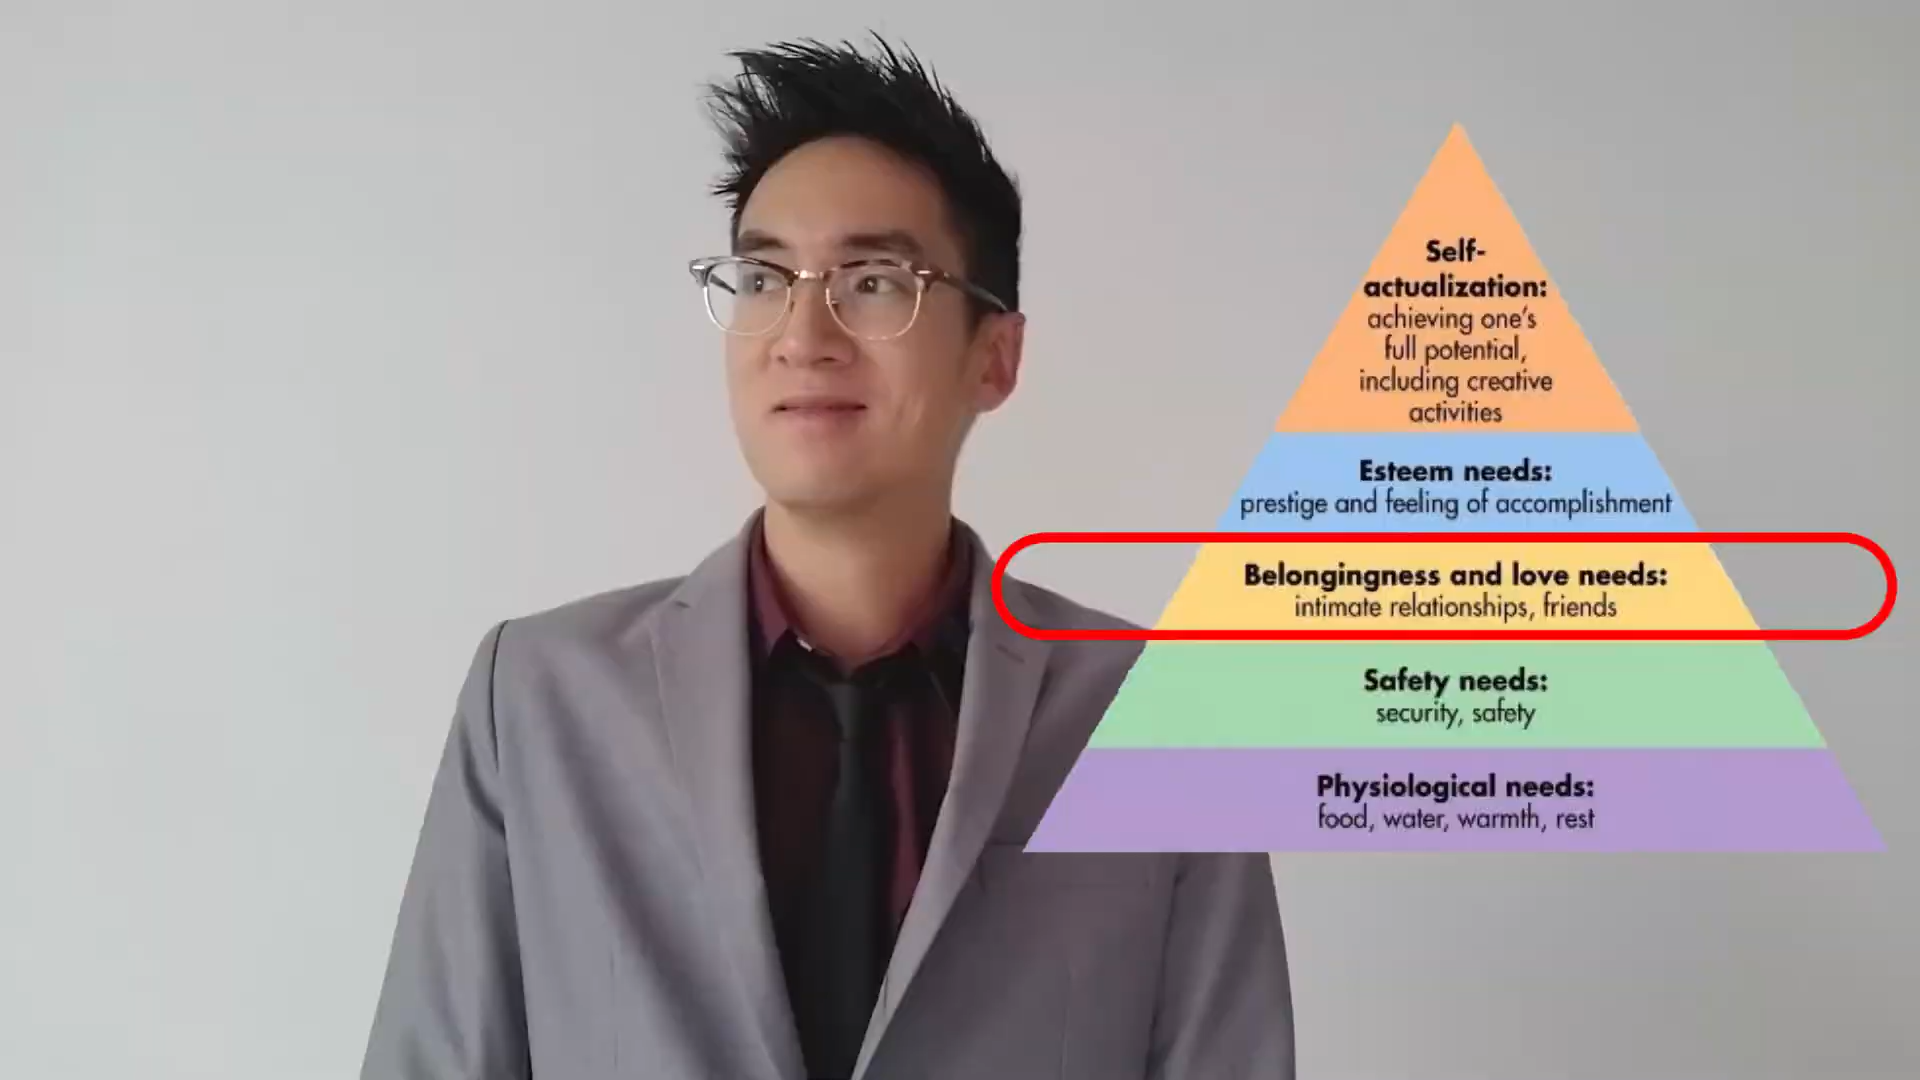 Self-
actualization:
achieving one's
full potential,
including creative
activities
Esteem needs:
prestige and feeling of accomplishment
Belongingness and love needs:
intimate relationships, friends
Safety needs:
security, safety
Physiological needs:
food, water, warmth, rest